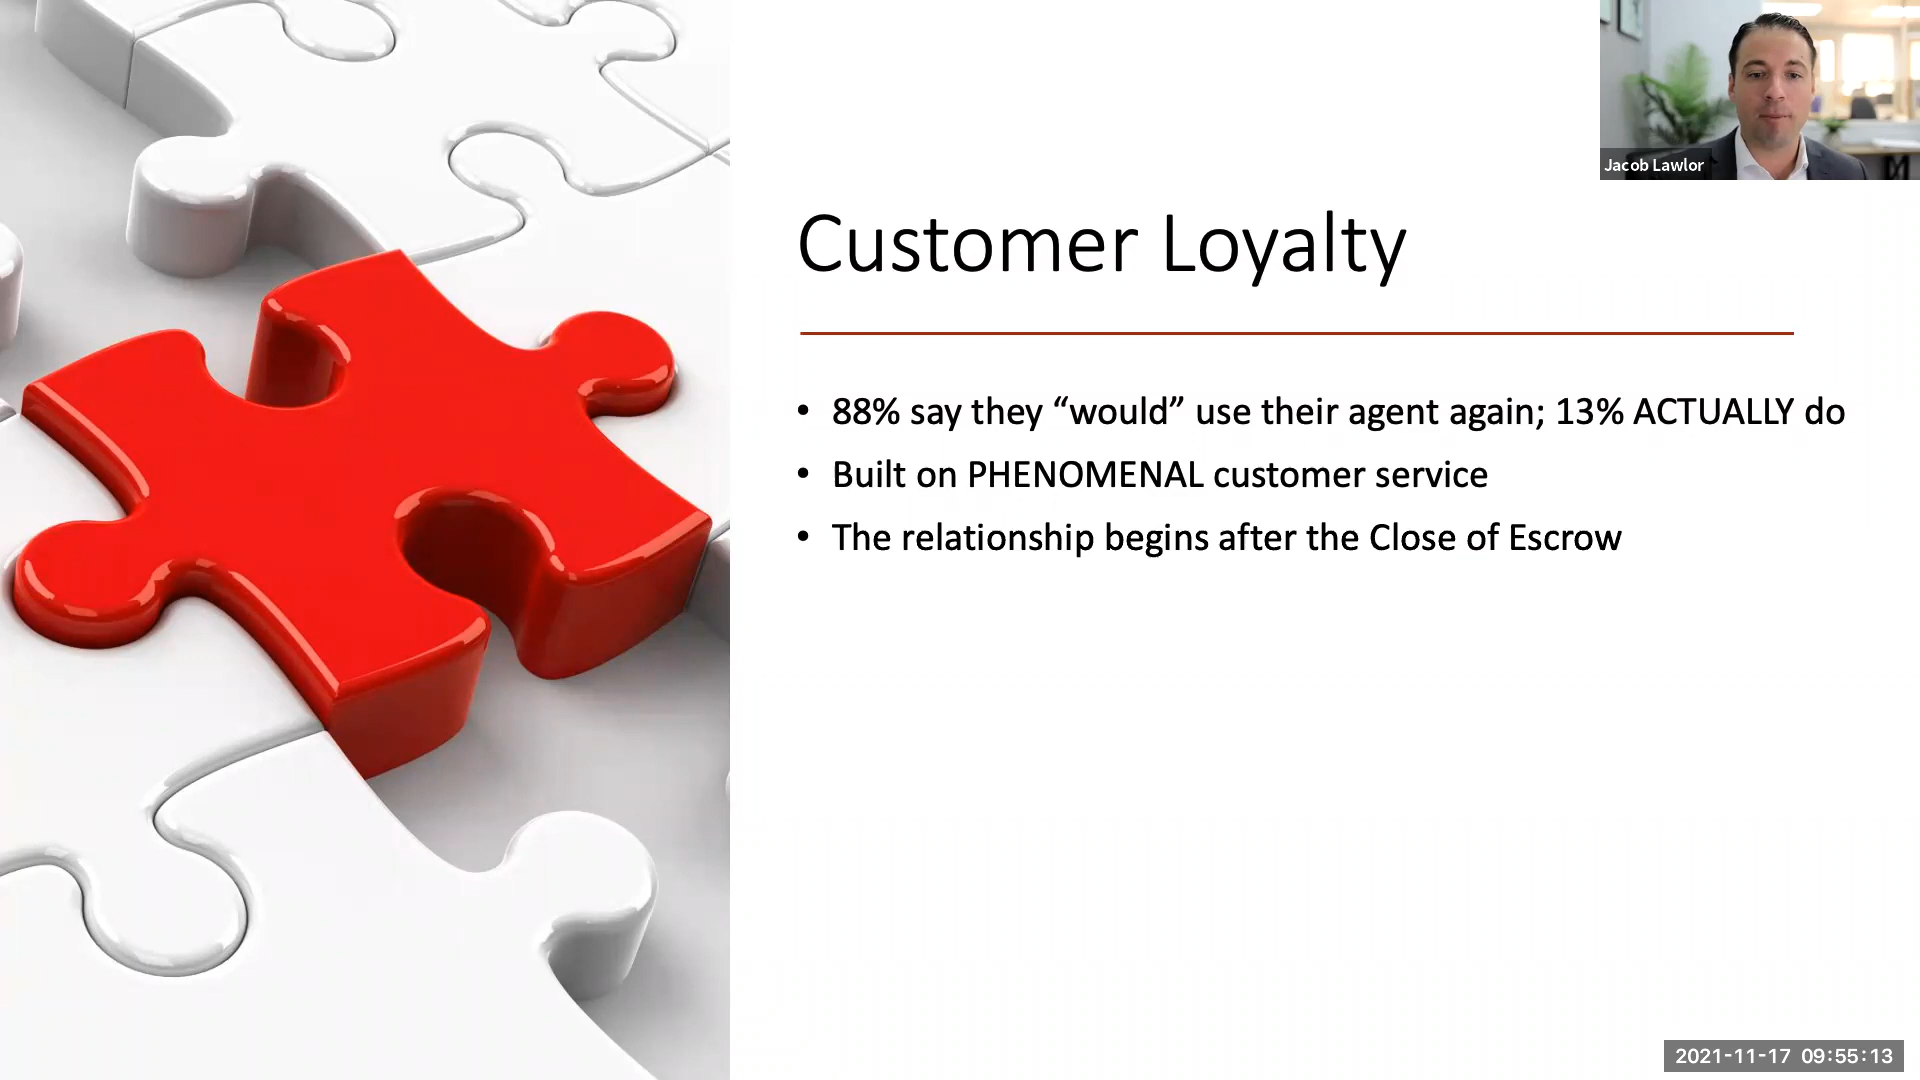 Jacob Lawlor
Customer Loyalty
• 88% say they “would” use their agent again; 13% ACTUALLY do
• Built on PHENOMENAL customer service
• The relationship begins after the Close of Escrow
2021-11-17 09:55:13